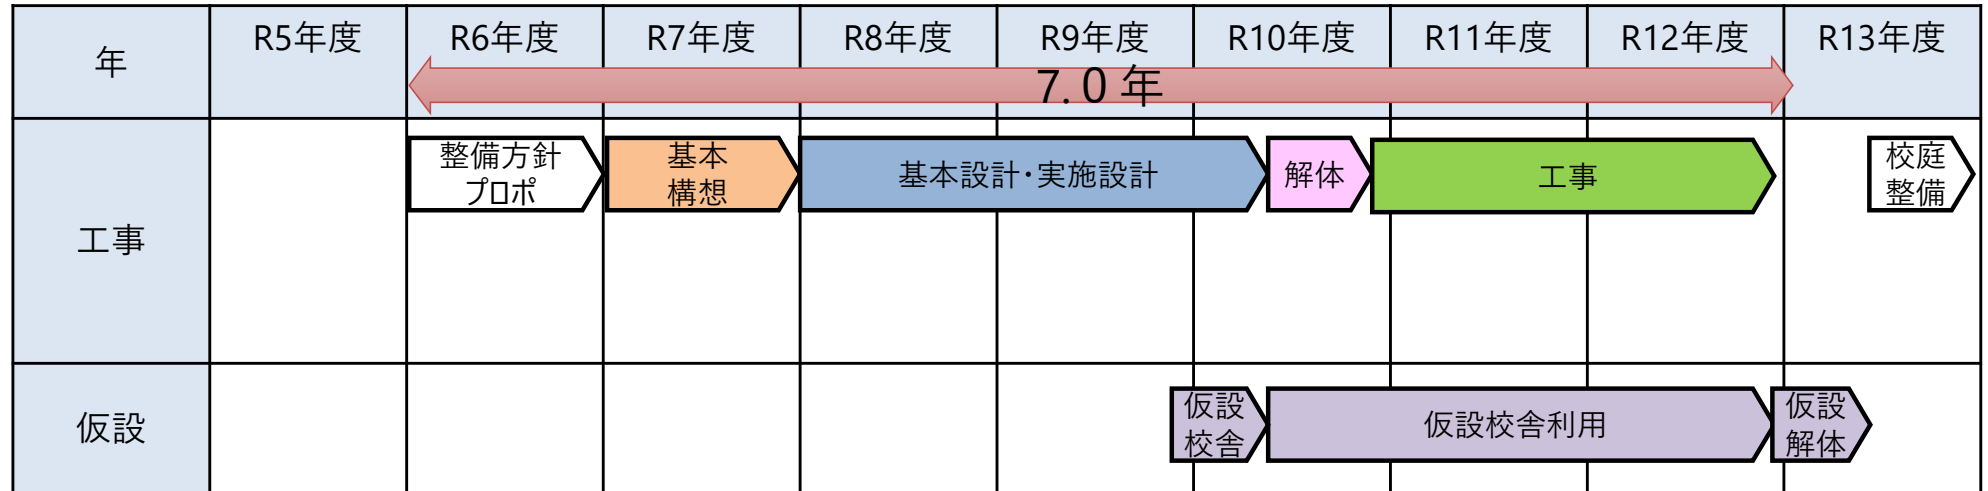 年
R5年度
R6年度
R7年度
R8年度
R9年度
R10年度
R11年度
R12年度
R13年度
7.0年
工事
整備方針
プロポ
基本
構想
基本設計・実施設計
解体
工事
校庭
整備
仮設
仮設
校舎
仮設校舎利用
仮設
解体